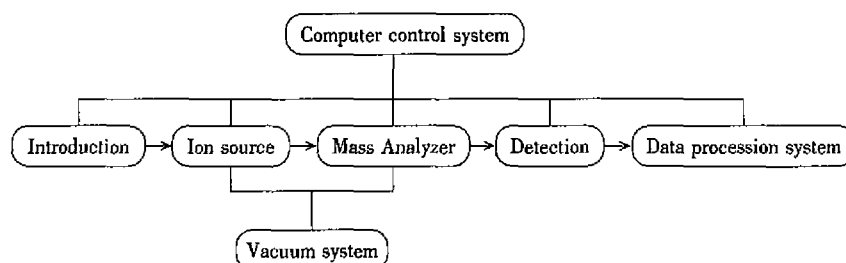 Computer control system
Introduction
Ion source
Mass Analyzer
Detection
Data procession system
Vacuum system